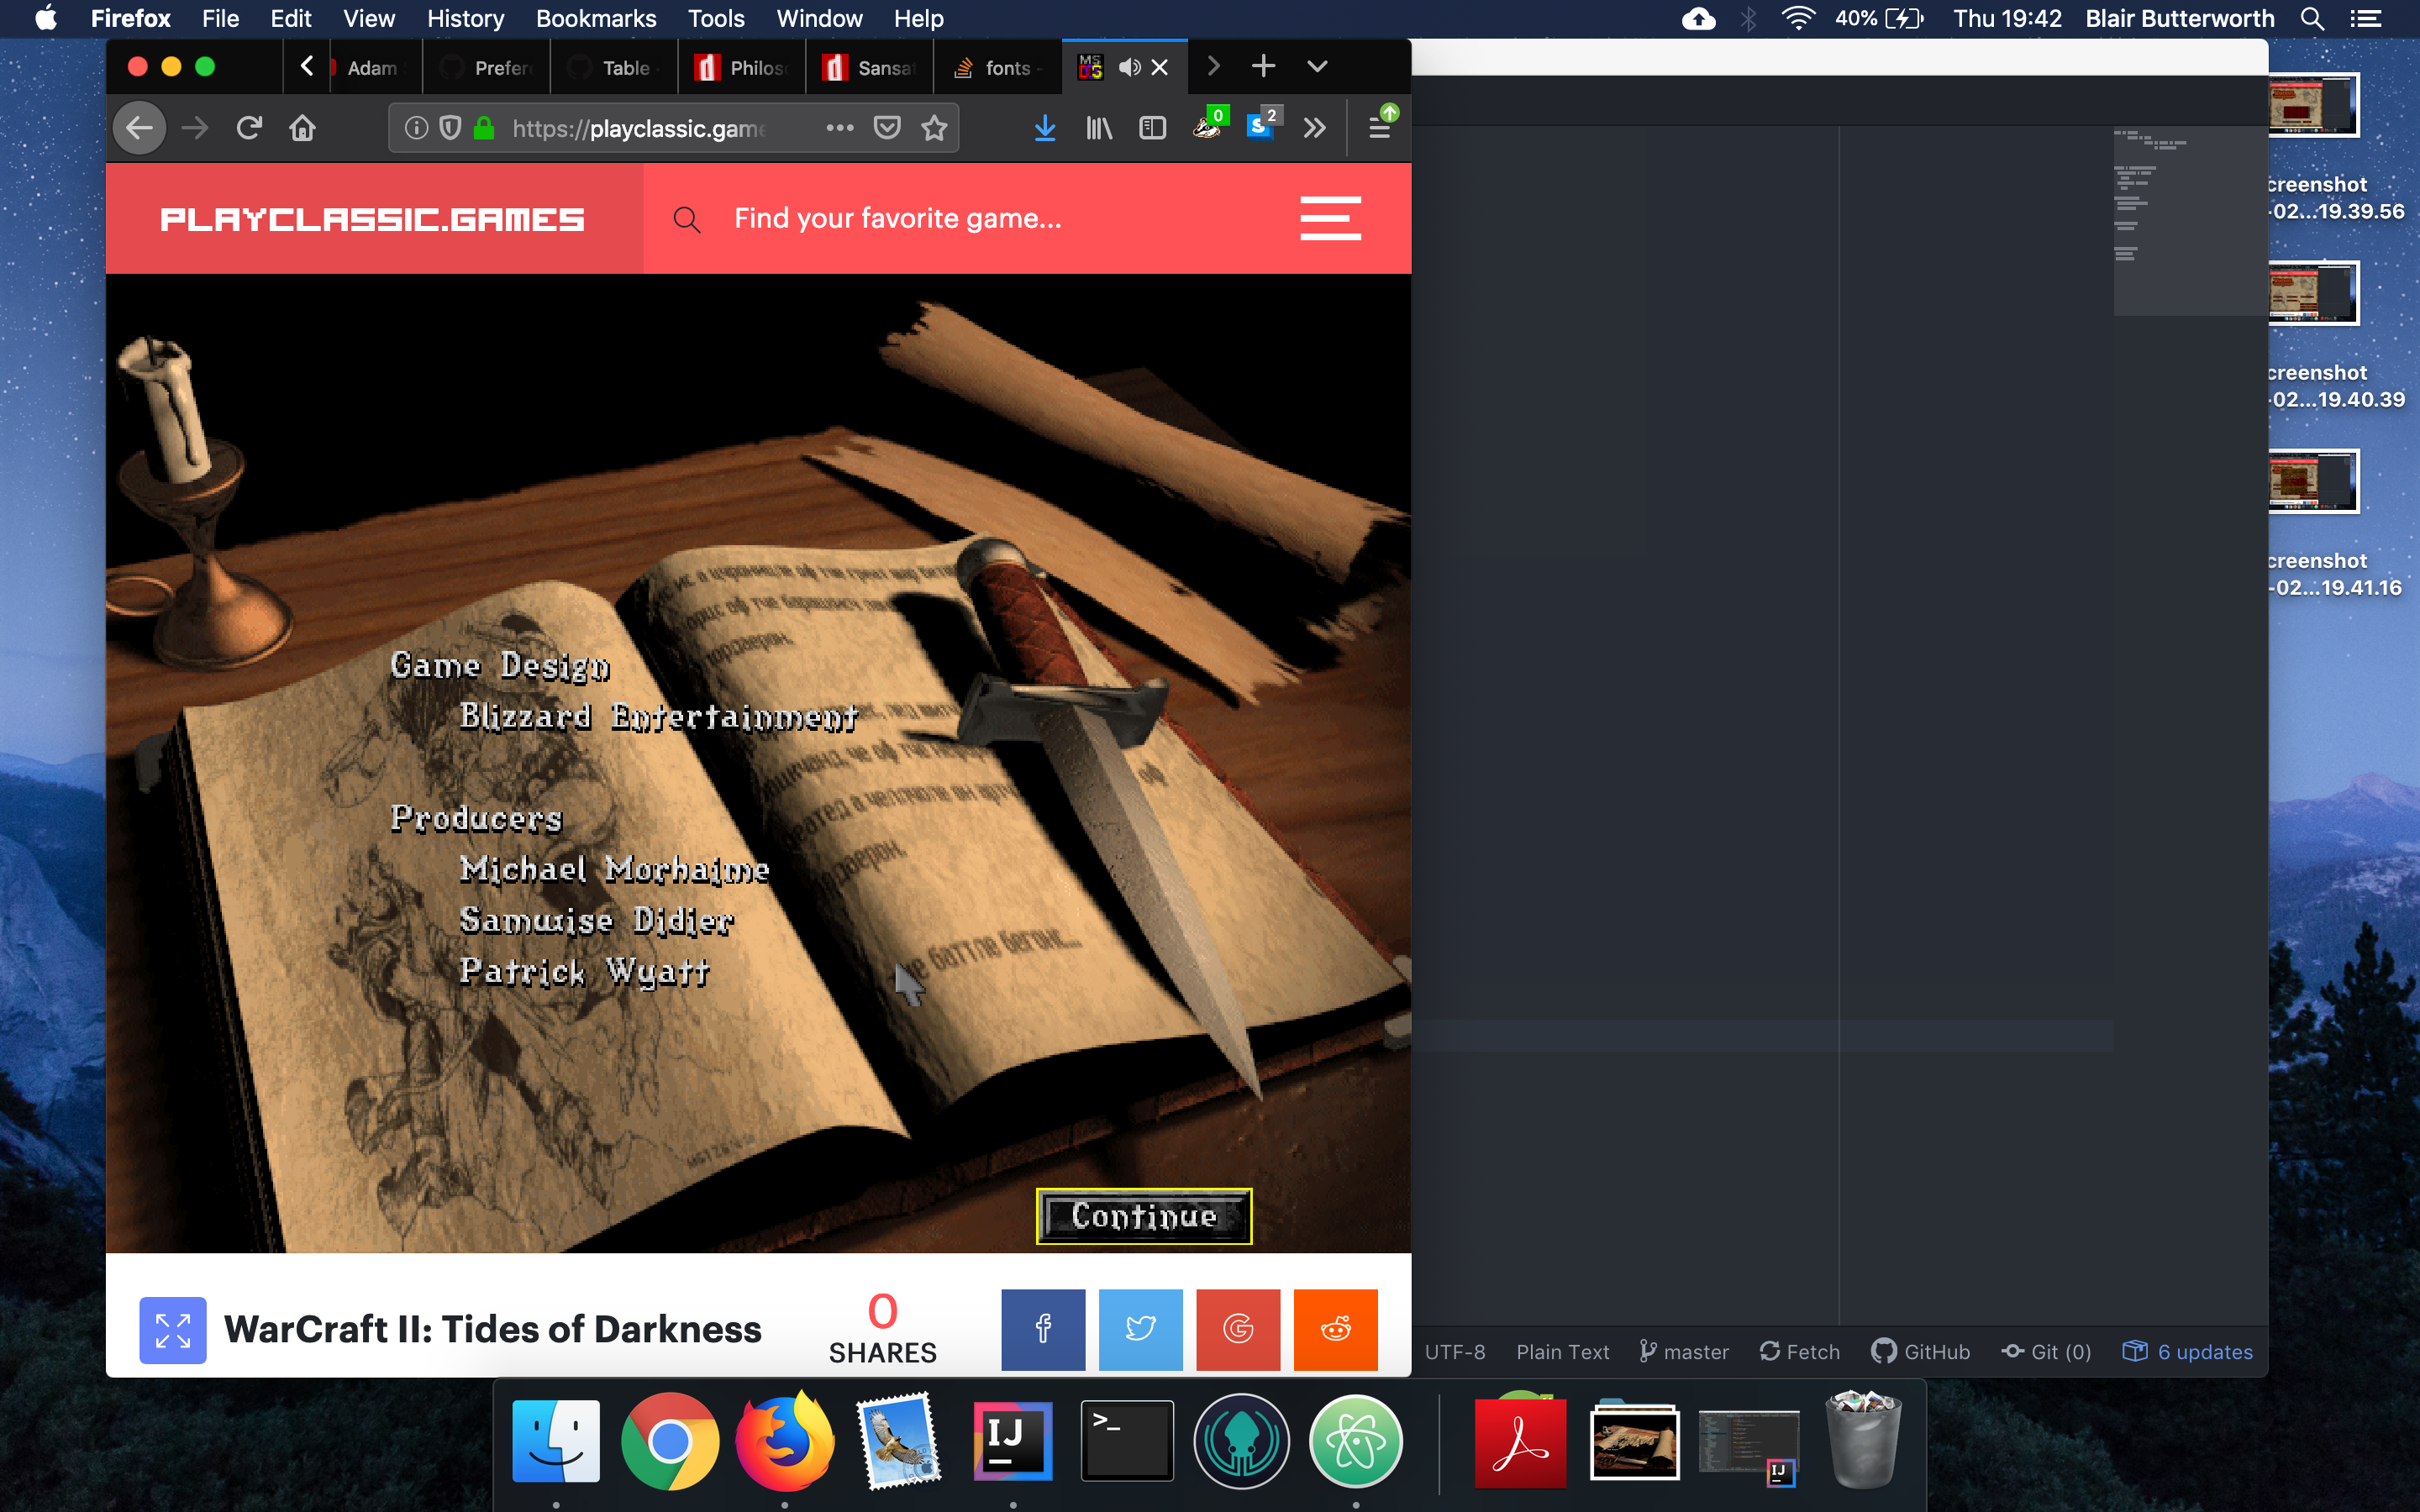 Firefox File Edit View History Bookmarks Tools Window Help
40% Thu 19:42 Blair Butterworth
Adam Prefer Table Philos Sansat fonts -
https://playclassic.game
0
2
PLAYCLASSIC.GAMES
Find your favorite game...
Game Design
Blizzard Entertainment
Producers
Michael Morhaime
Samwise Didier
Patrick Wyatt
Continue
WarCraft II: Tides of Darkness
0
SHARES
UTF-8 Plain Text master Fetch GitHub Git (0) 6 updates
creenshot
-02...19.39.56
creenshot
-02...19.40.39
creenshot
-02...19.41.16